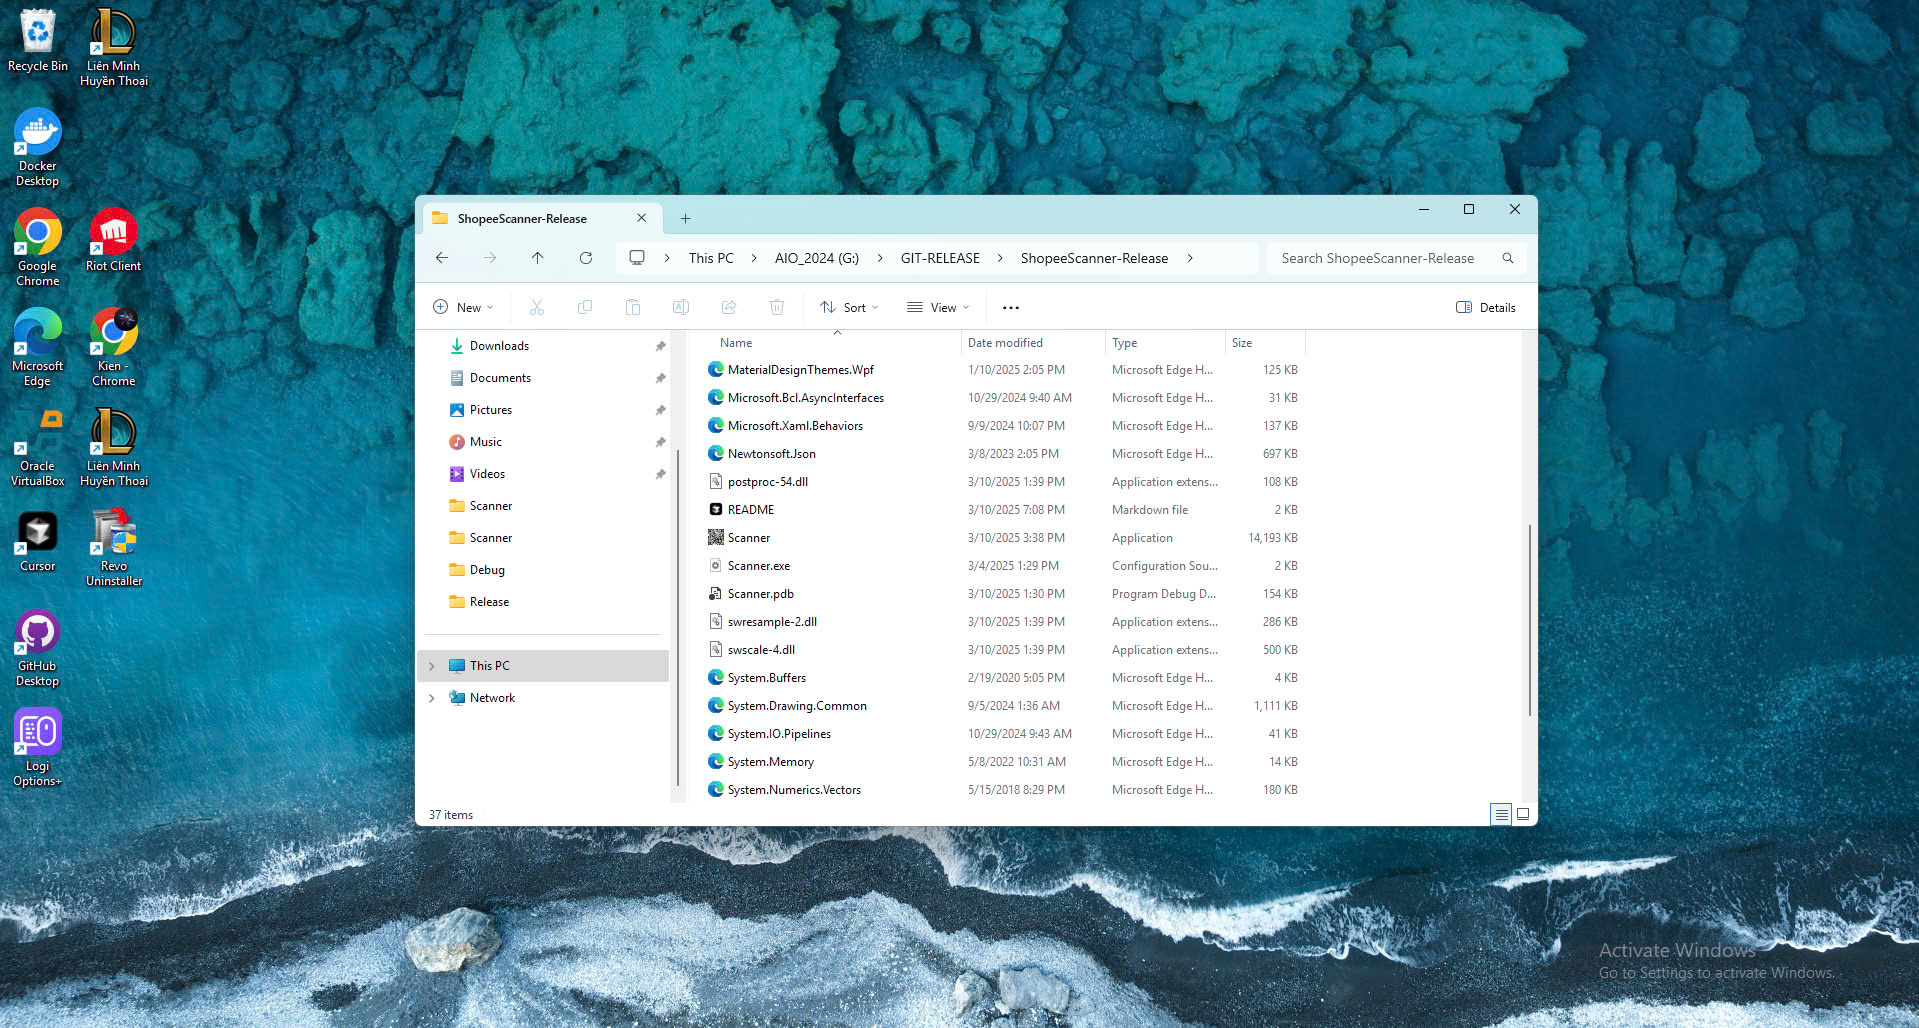 Recycle Bin
Liên Minh
Huyền Thoại
Docker
Desktop
Google
Chrome
Riot Client
Microsoft
Edge
Kien -
Chrome
Oracle
VirtualBox
Liên Minh
Huyền Thoại
Cursor
Revo
Uninstaller
GitHub
Desktop
Logi
Options+
ShopeeScanner-Release
This PC > AIO_2024 (G:) > GIT-RELEASE > ShopeeScanner-Release >
Search ShopeeScanner-Release
New
Sort
View
Details
Downloads
Documents
Pictures
Music
Videos
Scanner
Scanner
Debug
Release
This PC
Network
Name Date modified Type Size
MaterialDesignThemes.Wpf 1/10/2025 2:05 PM Microsoft Edge H... 125 KB
Microsoft.Bcl.AsyncInterfaces 10/29/2024 9:40 AM Microsoft Edge H... 31 KB
Microsoft.Xaml.Behaviors 9/9/2024 10:07 PM Microsoft Edge H... 137 KB
Newtonsoft.Json 3/8/2023 2:05 PM Microsoft Edge H... 697 KB
postproc-54.dll 3/10/2025 1:39 PM Application extens... 108 KB
README 3/10/2025 7:08 PM Markdown file 2 KB
Scanner 3/10/2025 3:38 PM Application 14,193 KB
Scanner.exe 3/4/2025 1:29 PM Configuration Sou... 2 KB
Scanner.pdb 3/10/2025 1:30 PM Program Debug D... 154 KB
swresample-2.dll 3/10/2025 1:39 PM Application extens... 286 KB
swscale-4.dll 3/10/2025 1:39 PM Application extens... 500 KB
System.Buffers 2/19/2020 5:05 PM Microsoft Edge H... 4 KB
System.Drawing.Common 9/5/2024 1:36 AM Microsoft Edge H... 1,111 KB
System.IO.Pipelines 10/29/2024 9:43 AM Microsoft Edge H... 41 KB
System.Memory 5/8/2022 10:31 AM Microsoft Edge H... 14 KB
System.Numerics.Vectors 5/15/2018 8:29 PM Microsoft Edge H... 180 KB
37 items
Activate Windows
Go to Settings to activate Windows.